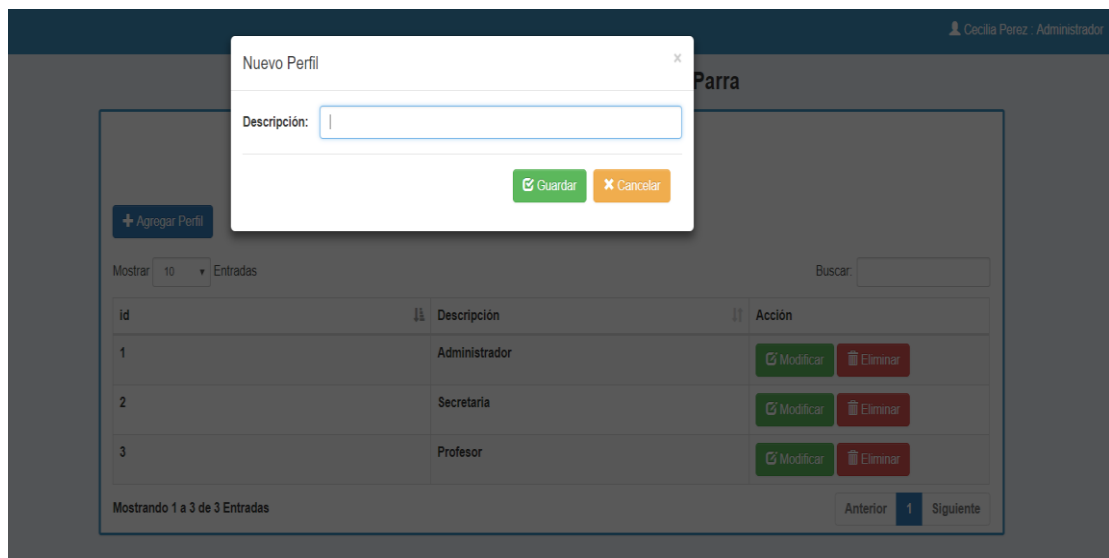 Cecilia Perez : Administrador
Nuevo Perfil x
Parra
Descripción:
Guardar Cancelar
Agregar Perfil
Mostrar 10 Entradas Buscar:
id Descripción Acción
1 Administrador Modificar Eliminar
2 Secretaria Modificar Eliminar
3 Profesor Modificar Eliminar
Mostrando 1 a 3 de 3 Entradas Anterior 1 Siguiente